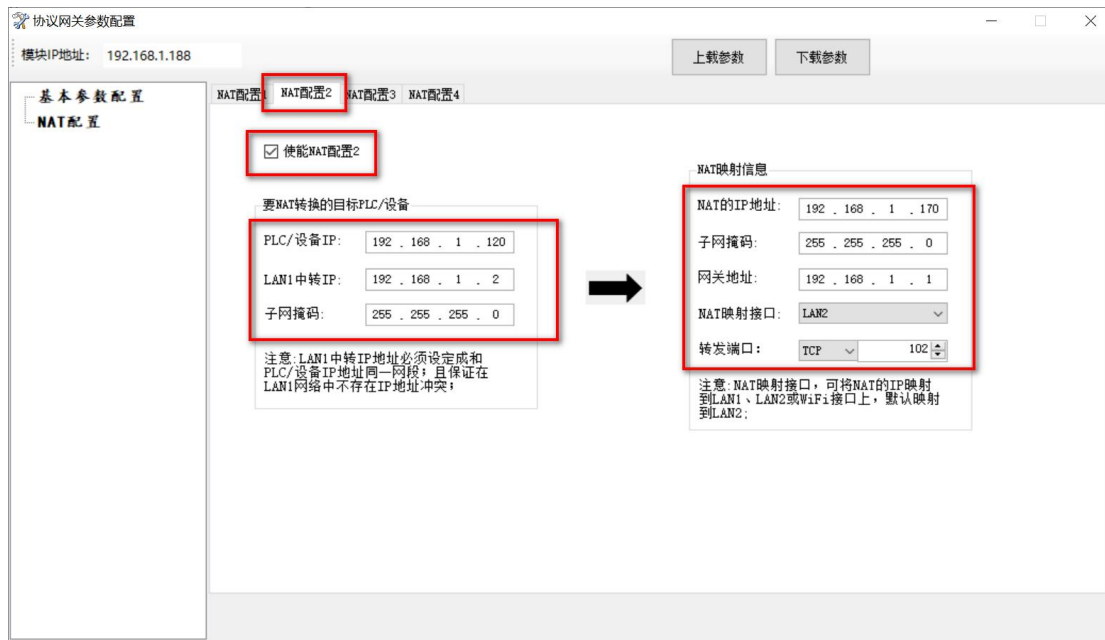 协议网关参数配置
模块IP地址: 192.168.1.188
上载参数 下载参数
基本参数配置
NAT配置
NAT配置1 NAT配置2 NAT配置3 NAT配置4
使能NAT配置2
要NAT转换的目标PLC/设备
PLC/设备IP: 192 . 168 . 1 . 120
LAN1中转IP: 192 . 168 . 1 . 2
子网掩码: 255 . 255 . 255 . 0
注意:LAN1中转IP地址必须设定成和
PLC/设备IP地址同一网段；且保证在
LAN1网络中不存在IP地址冲突；
NAT映射信息
NAT的IP地址: 192 . 168 . 1 . 170
子网掩码: 255 . 255 . 255 . 0
网关地址: 192 . 168 . 1 . 1
NAT映射接口: LAN2
转发端口： TCP 102
注意:NAT映射接口，可将NAT的IP映射
到LAN1、LAN2或WiFi接口上，默认映射
到LAN2;